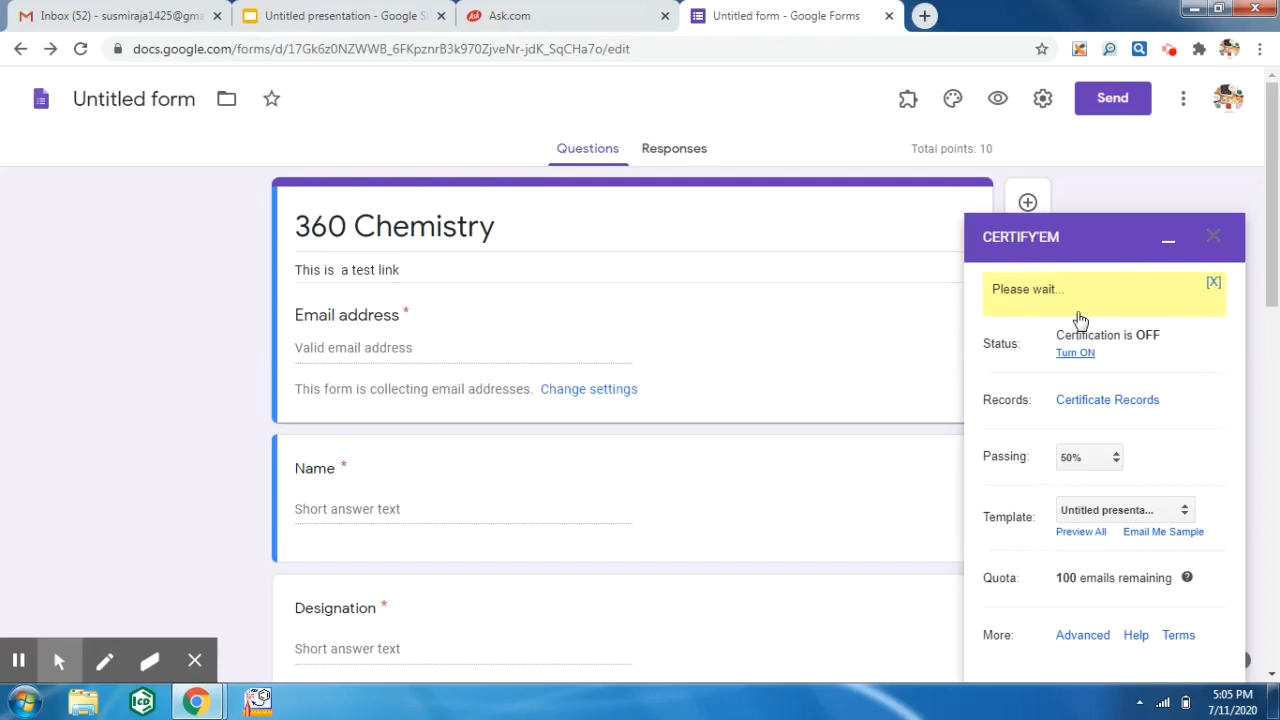 Inbox (52) - susmiraja1425@gma
Untitled presentation - Google S
Ask.com
Untitled form - Google Forms
docs.google.com/forms/d/17Gk6z0NZWWB_6FKpznrB3k970ZjveNr-jdK_SqCHa7o/edit
Untitled form
Send
Questions
Responses
Total points: 10
360 Chemistry
This is a test link
Email address *
Valid email address
This form is collecting email addresses. Change settings
Name *
Short answer text
Designation *
Short answer text
CERTIFY'EM
Please wait...
[X]
Status:
Certification is OFF
Turn ON
Records:
Certificate Records
Passing:
50%
Template:
Untitled presenta...
Preview All
Email Me Sample
Quota:
100 emails remaining
More:
Advanced
Help
Terms
5:05 PM
7/11/2020